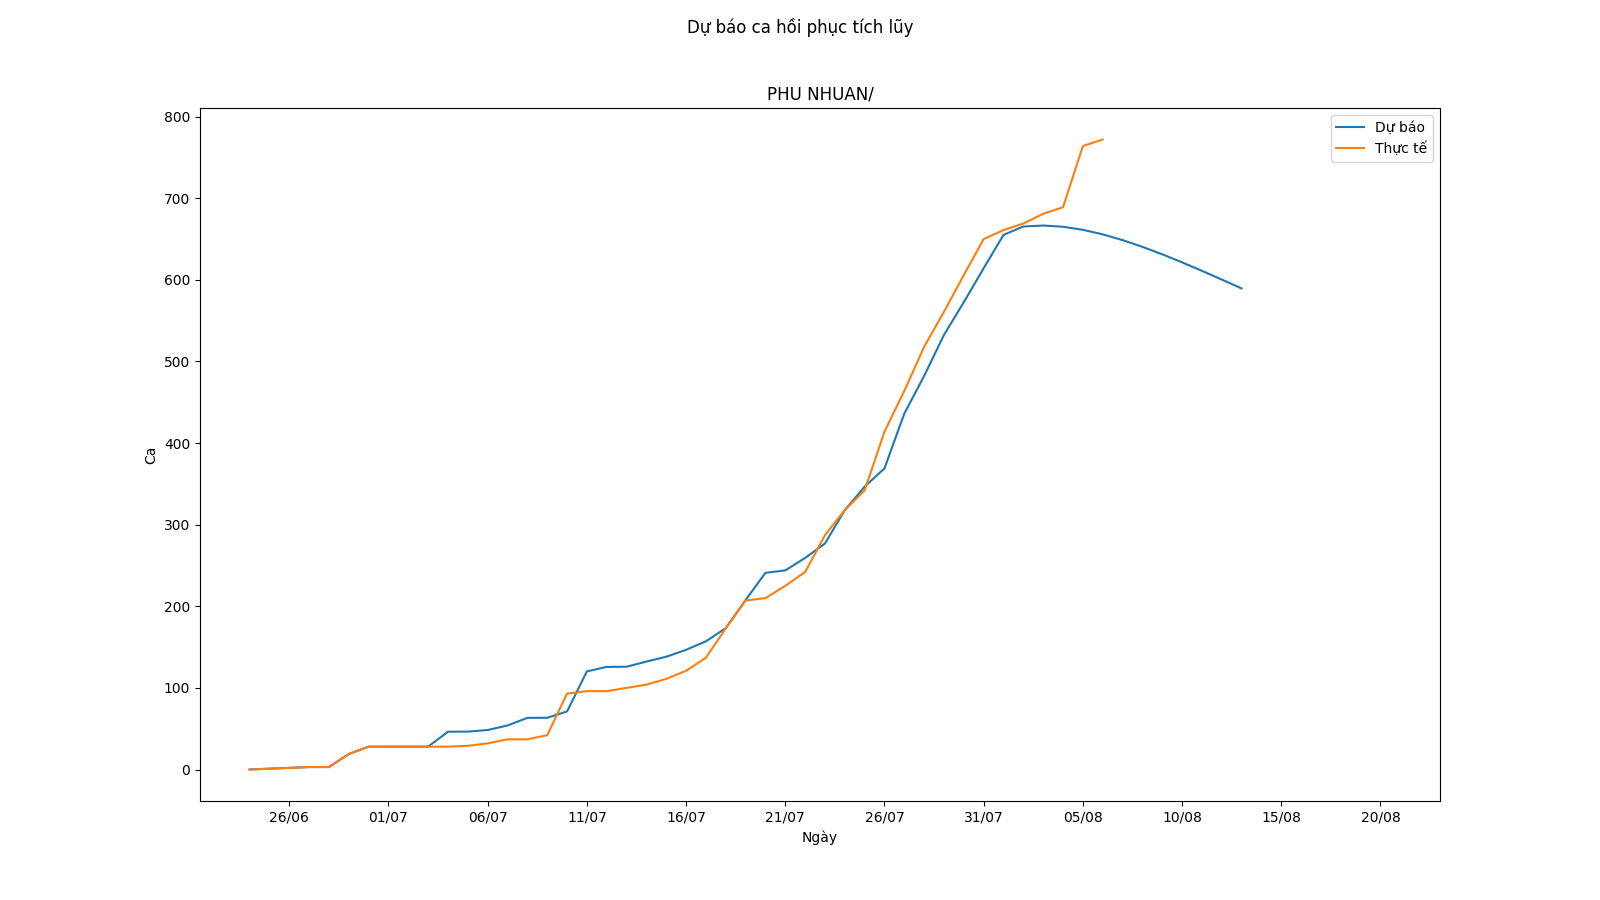 Dự báo ca hồi phục tích lũy
PHU NHUAN/
Dự báo
Thực tế
800
700
600
500
400
300
200
100
0
Ca
26/06 01/07 06/07 11/07 16/07 21/07 26/07 31/07 05/08 10/08 15/08 20/08
Ngày